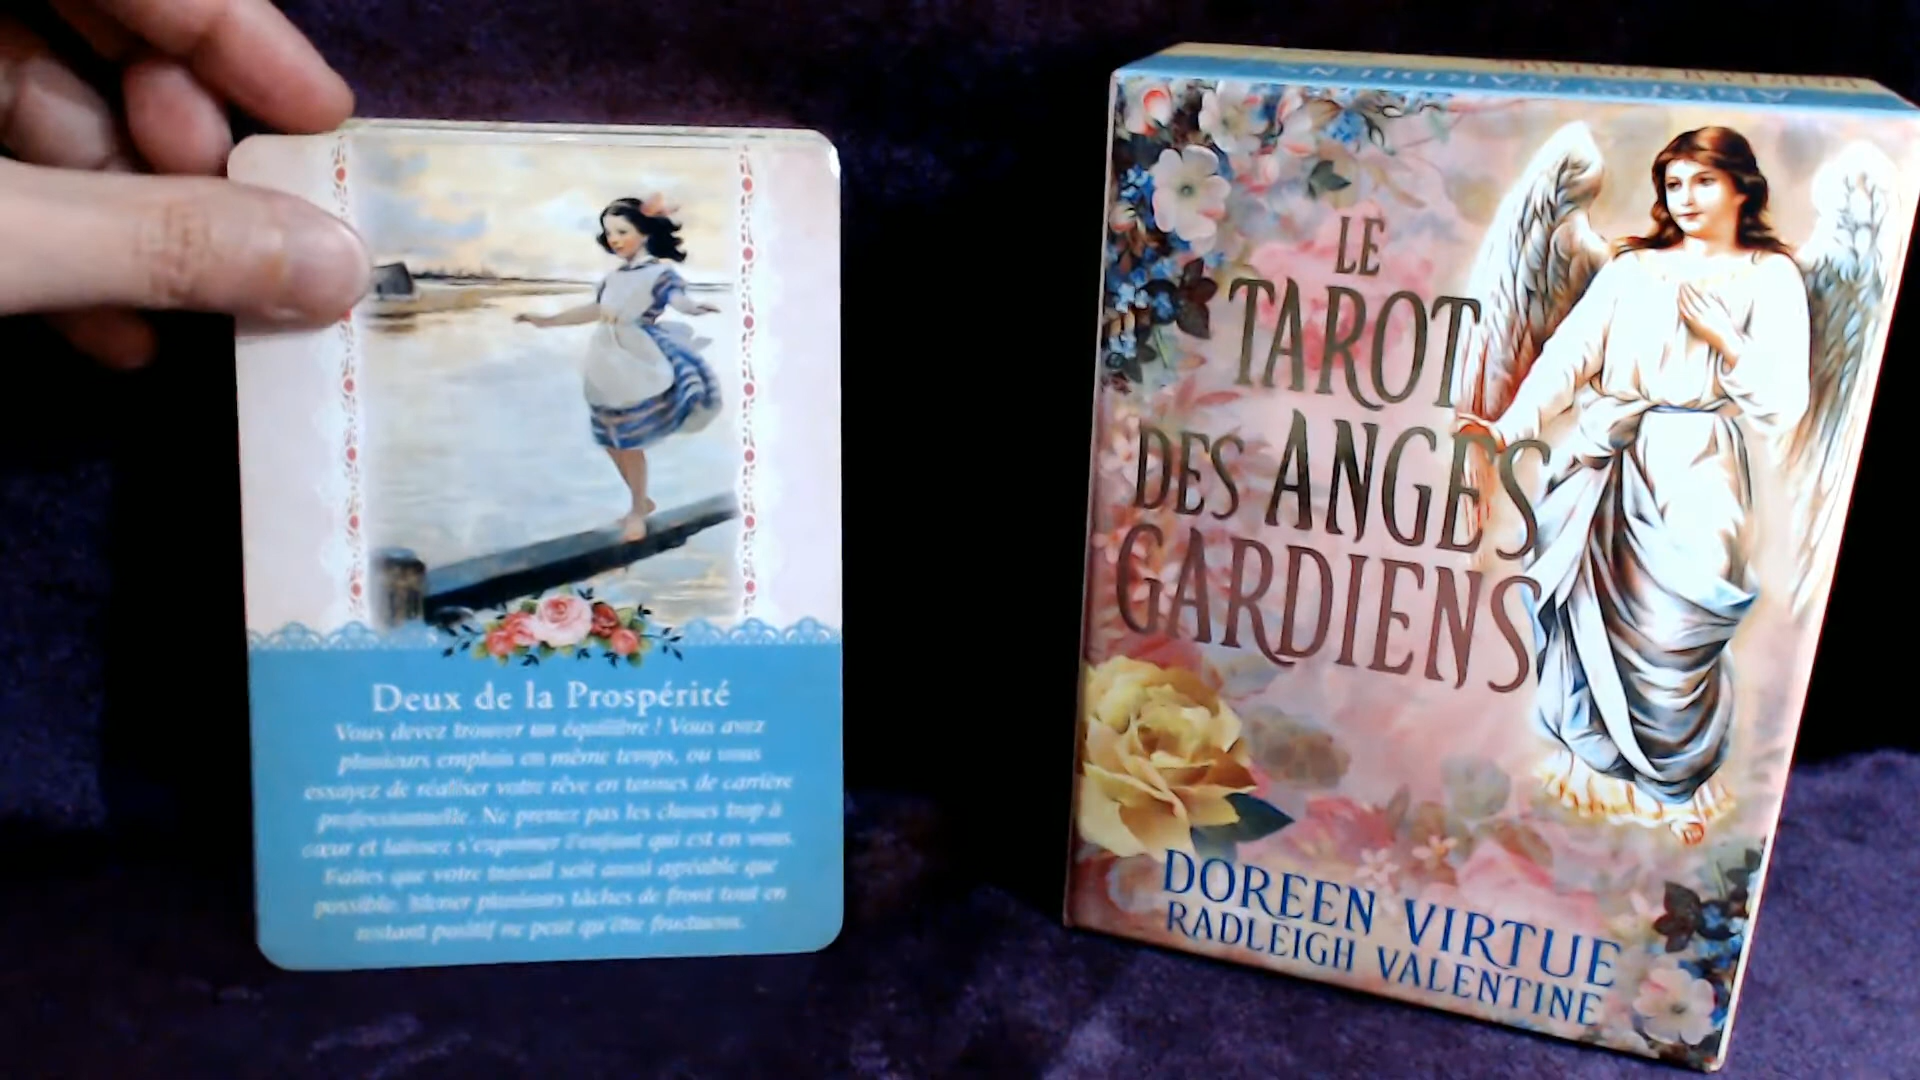 Deux de la Prospérité
Vous devez trouver un équilibre ! Vous avez
plusieurs emplois en même temps, ou vous
essayez de réaliser votre rêve en termes de carrière
professionnelle. Ne prenez pas les choses trop à
cœur et laissez s'exprimer l'enfant qui est en vous.
Faites que votre travail soit aussi agréable que
possible. Mener plusieurs tâches de front tout en
restant positif ne peut qu'être fructueux.
LE
TAROT
DES ANGES
GARDIENS
DOREEN VIRTUE
RADLEIGH VALENTINE